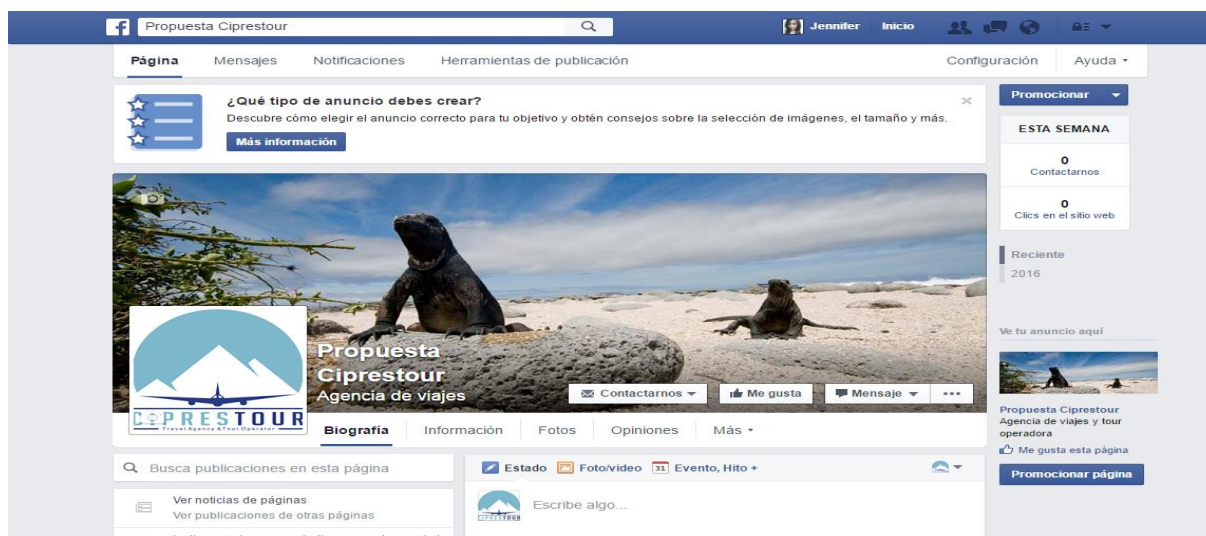 Propuesta Ciprestour
Jennifer Inicio
Página Mensajes Notificaciones Herramientas de publicación Configuración Ayuda
¿Qué tipo de anuncio debes crear?
Descubre cómo elegir el anuncio correcto para tu objetivo y obtén consejos sobre la selección de imágenes, el tamaño y más.
Más información
Promocionar
ESTA SEMANA
0
Contactarnos
0
Clics en el sitio web
Reciente
2016
Propuesta
Ciprestour
Agencia de viajes
Contactarnos Me gusta Mensaje
CIPRESTOUR
Travel Agency & Tour Operator
Biografía Información Fotos Opiniones Más
Ve tu anuncio aquí
Propuesta Ciprestour
Agencia de viajes y tour
operadora
Me gusta esta página
Promocionar página
Busca publicaciones en esta página
Ver noticias de páginas
Ver publicaciones de otras páginas
Estado Foto/video 31 Evento, Hito +
CIPRESTOUR
Escribe algo...